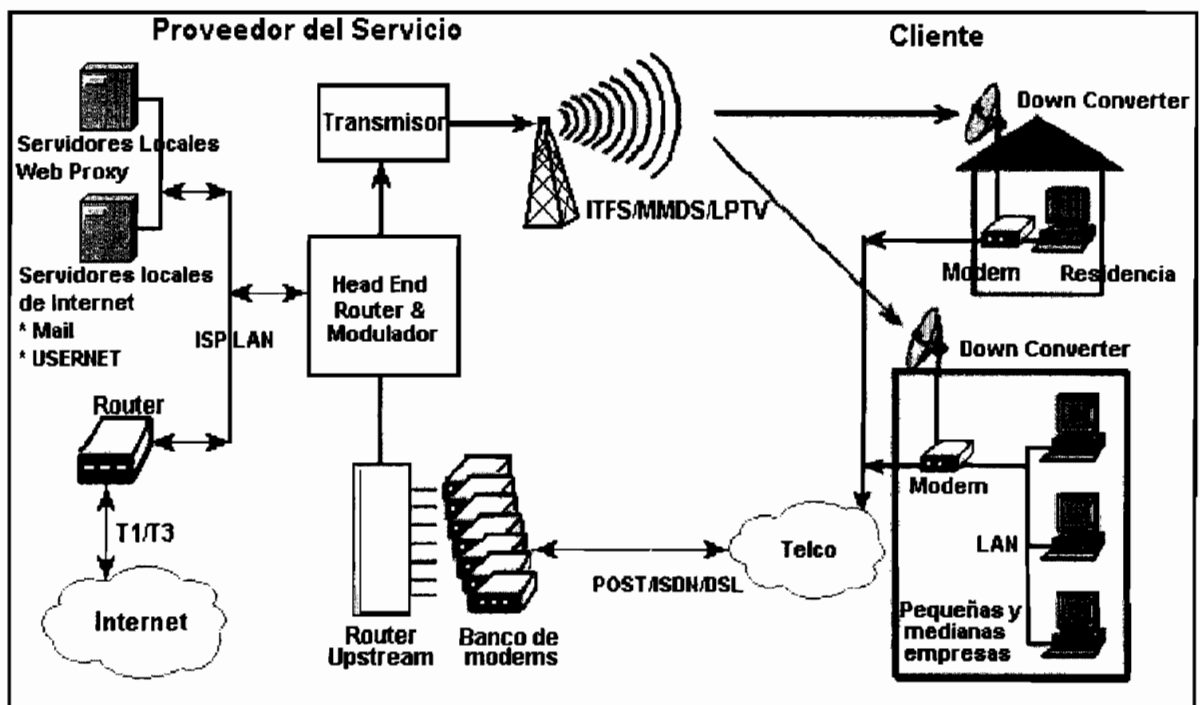 Proveedor del Servicio
Cliente
Servidores Locales
Web Proxy
Servidores locales
de Internet
* Mail
* USERNET
ISP LAN
Router
T1/T3
Internet
Transmisor
Head End
Router &
Modulador
Router
Upstream
Banco de
modems
ITFS/MMDS/LPTV
POST/ISDN/DSL
Telco
Down Converter
Modem
Residencia
Down Converter
Modem
LAN
Pequeñas y
medianas
empresas